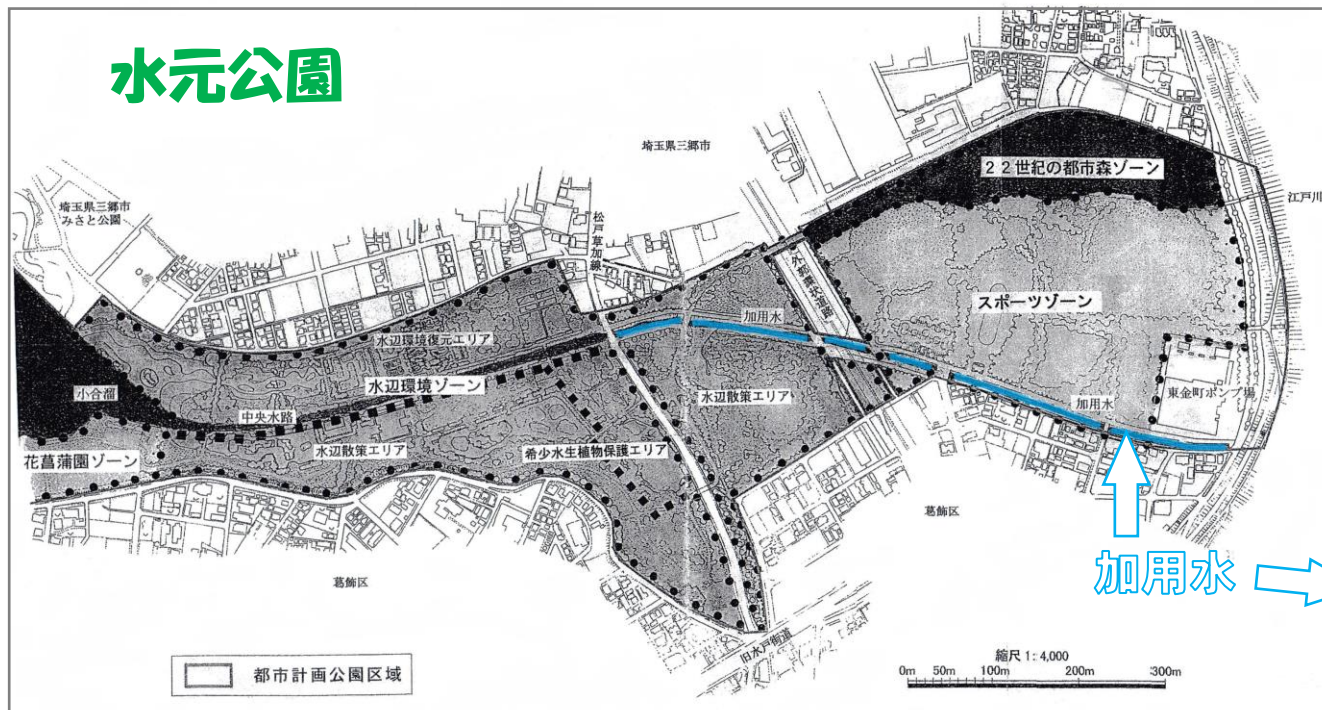 水元公園
埼玉県三郷市
22世紀の都市森ゾーン
江戸川
埼玉県三郷市
みさと公園
松戸草加線
外郭環状道路
スポーツゾーン
加用水
水辺環境復元エリア
小合溜
水辺環境ゾーン
中央水路
水辺散策エリア
東金町ポンプ場
加用水
花菖蒲園ゾーン
水辺散策エリア
希少水生植物保護エリア
葛飾区
加用水
葛飾区
旧水戸街道
都市計画公園区域
縮尺 1:4,000
0m 50m 100m 200m 300m